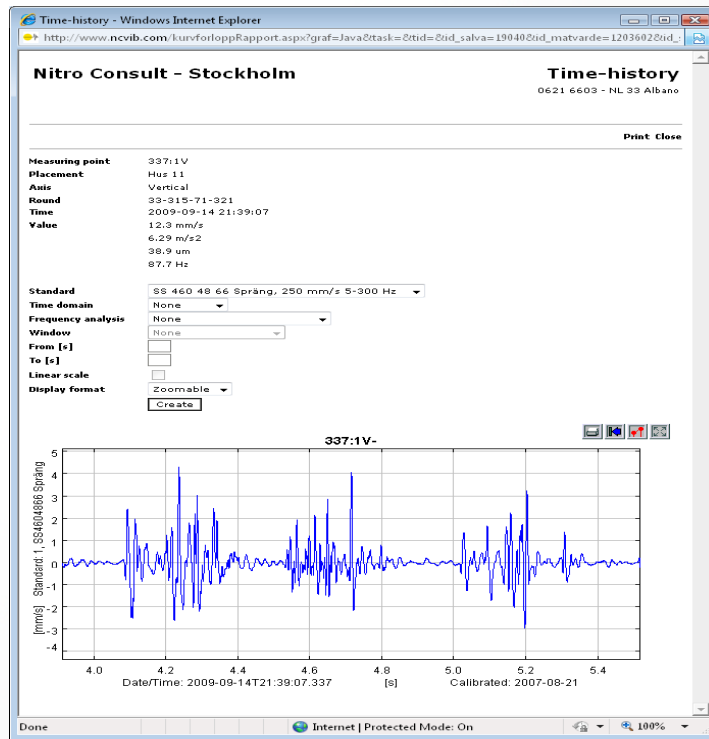 Time-history - Windows Internet Explorer
http://www.ncvib.com/kurvforloppRapport.aspx?graf=Java&task=&tid=&id_salva=19040&id_matvarde=1203602&id_
Nitro Consult - Stockholm
Time-history
0621 6603 - NL 33 Albano
Print Close
Measuring point 337:1V
Placement Hus 11
Axis Vertical
Round 33-315-71-321
Time 2009-09-14 21:39:07
Value 12.3 mm/s
6.29 m/s2
38.9 um
87.7 Hz
Standard SS 460 48 66 Spräng, 250 mm/s 5-300 Hz
Time domain None
Frequency analysis None
Window None
From [s]
To [s]
Linear scale
Display format Zoomable
Create
337:1V-
[mm/s] Standard:1, SS4604866 Spräng
5
4
3
2
1
0
-1
-2
-3
-4
4.0 4.2 4.4 4.6 4.8 5.0 5.2 5.4
Date/Time: 2009-09-14T21:39:07.337 [s] Calibrated: 2007-08-21
Done Internet | Protected Mode: On 100%